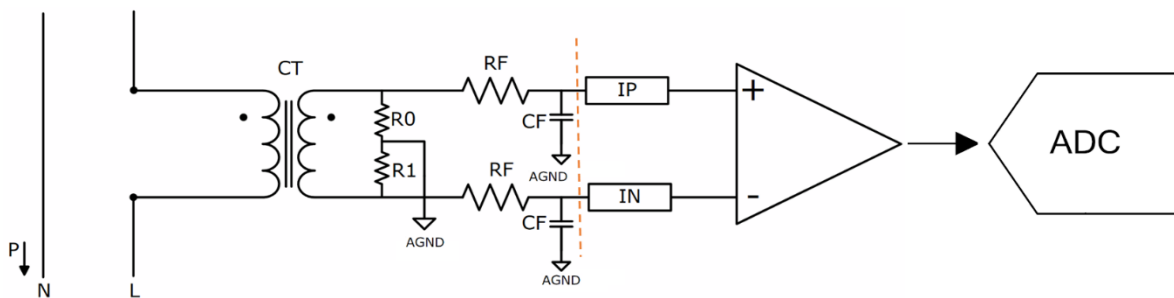 CT
RF
IP
+
R0
CF
AGND
ADC
R1
RF
IN
-
AGND
CF
AGND
P
N
L